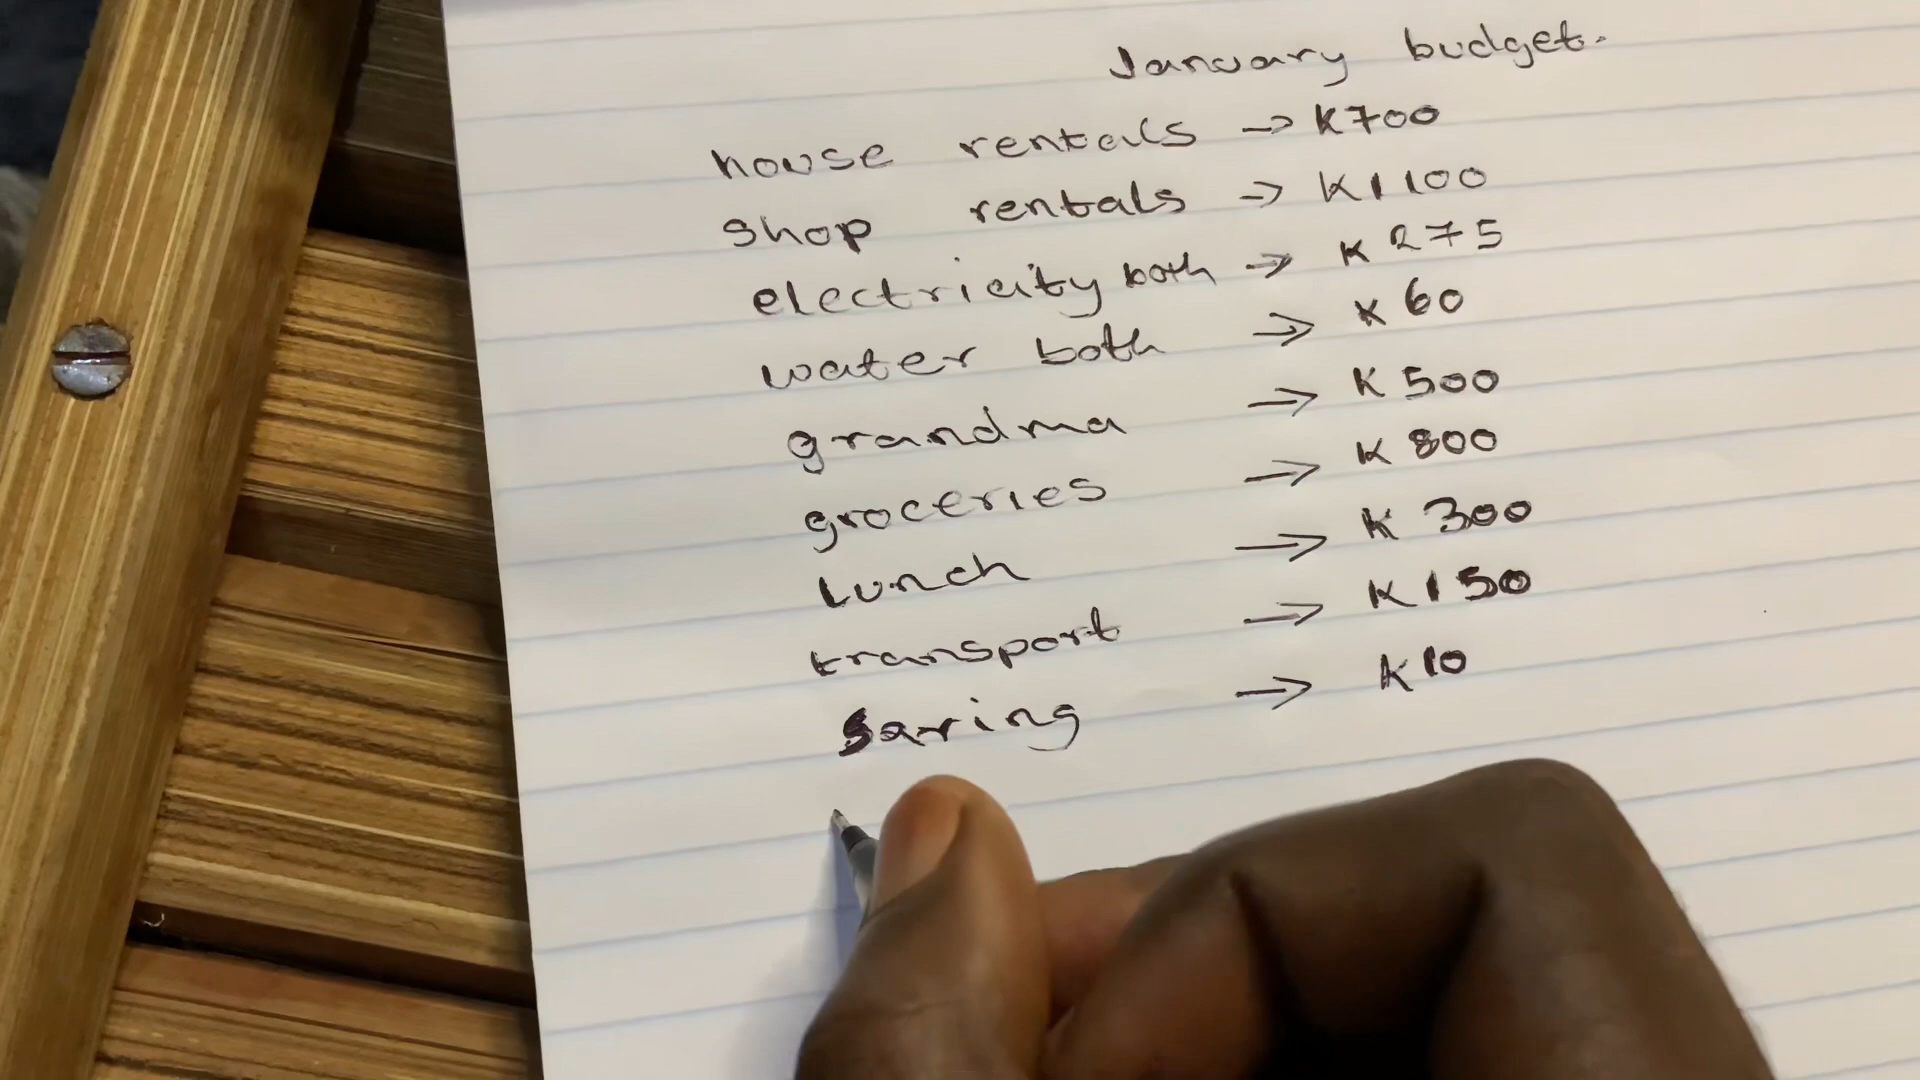 January budget.
house rentals → K700
shop rentals → K1100
electricity both → K275
water both → K60
grandma → K500
groceries → K800
Lunch → K300
transport → K150
saving → K10